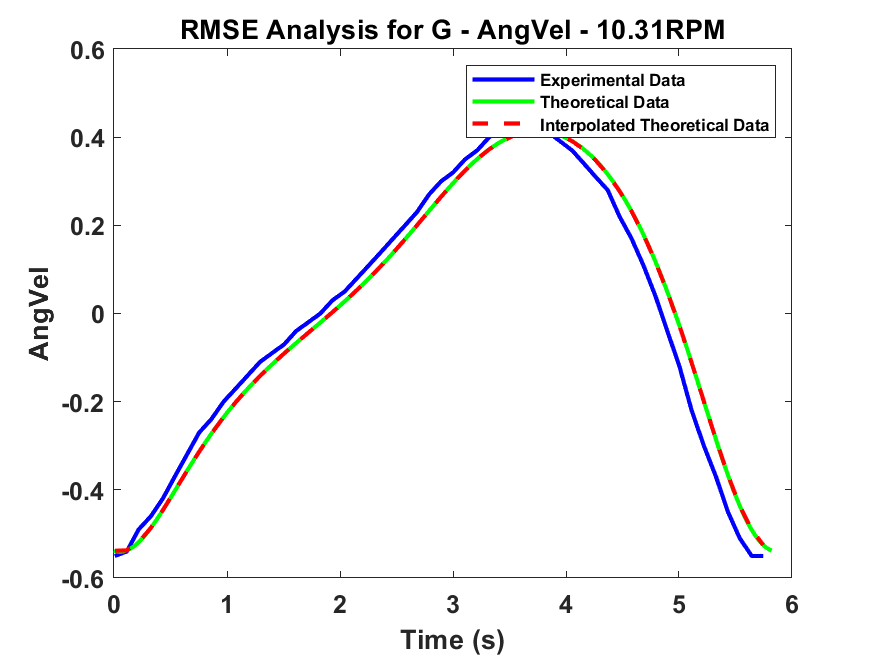 RMSE Analysis for G - AngVel - 10.31RPM
0.6
Experimental Data
Theoretical Data
Interpolated Theoretical Data
0.4
0.2
0
-0.2
-0.4
-0.6
AngVel
0 1 2 3 4 5 6
Time (s)